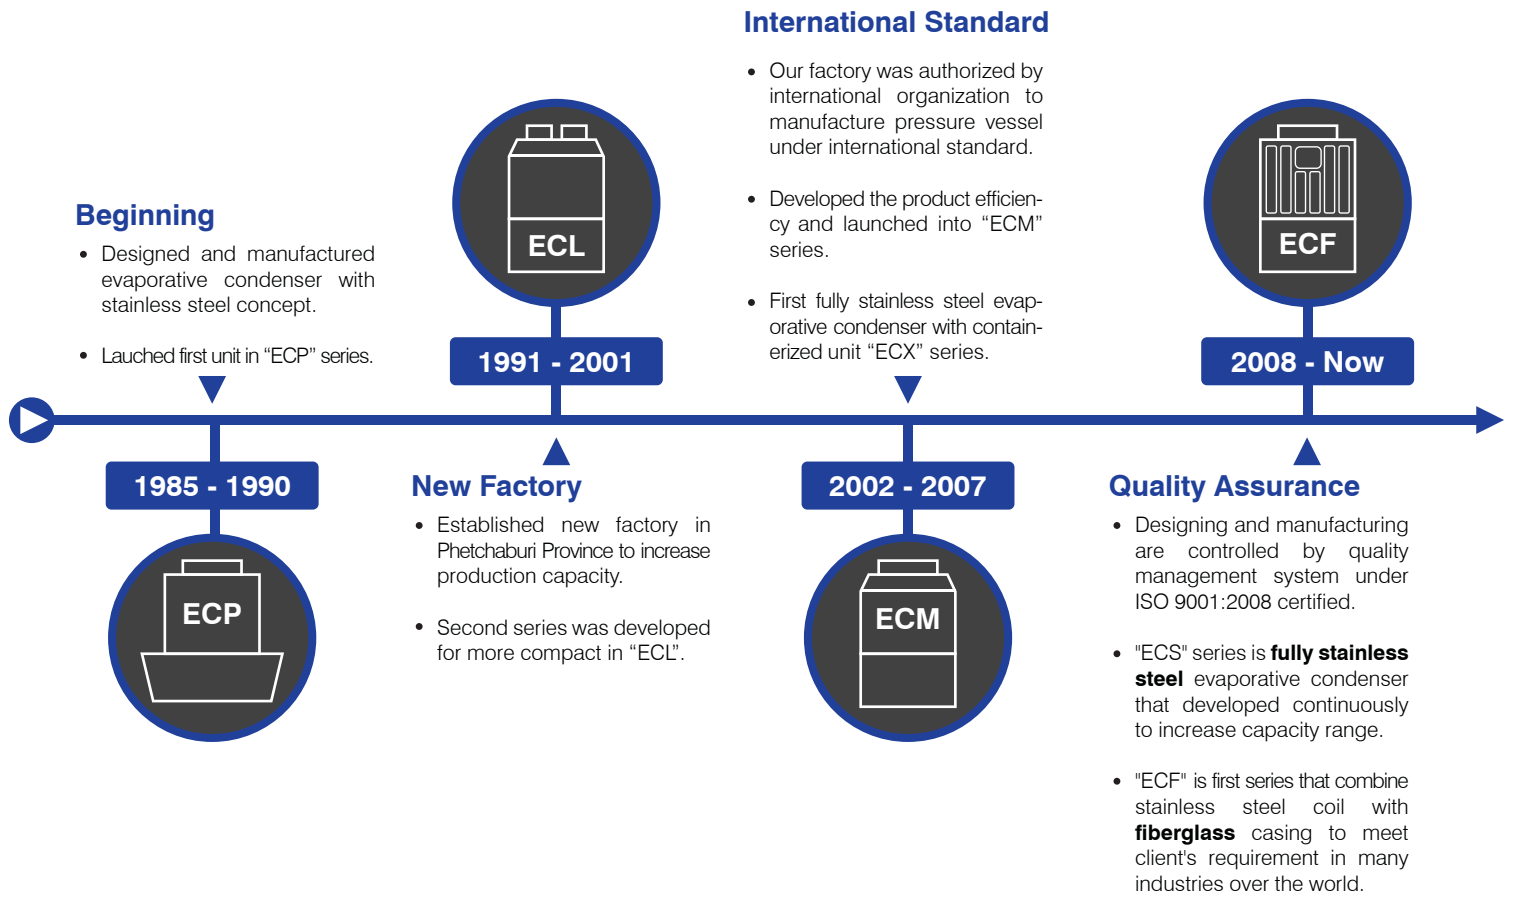 Beginning
• Designed and manufactured
evaporative condenser with
stainless steel concept.
• Lauched first unit in “ECP” series.
1985 - 1990
ECP
ECL
1991 - 2001
New Factory
• Established new factory in
Phetchaburi Province to increase
production capacity.
• Second series was developed
for more compact in “ECL”.
International Standard
• Our factory was authorized by
international organization to
manufacture pressure vessel
under international standard.
• Developed the product efficien-
cy and launched into “ECM”
series.
• First fully stainless steel evap-
orative condenser with contain-
erized unit “ECX” series.
2002 - 2007
ECM
ECF
2008 - Now
Quality Assurance
• Designing and manufacturing
are controlled by quality
management system under
ISO 9001:2008 certified.
• "ECS" series is fully stainless
steel evaporative condenser
that developed continuously
to increase capacity range.
• "ECF" is first series that combine
stainless steel coil with
fiberglass casing to meet
client's requirement in many
industries over the world.